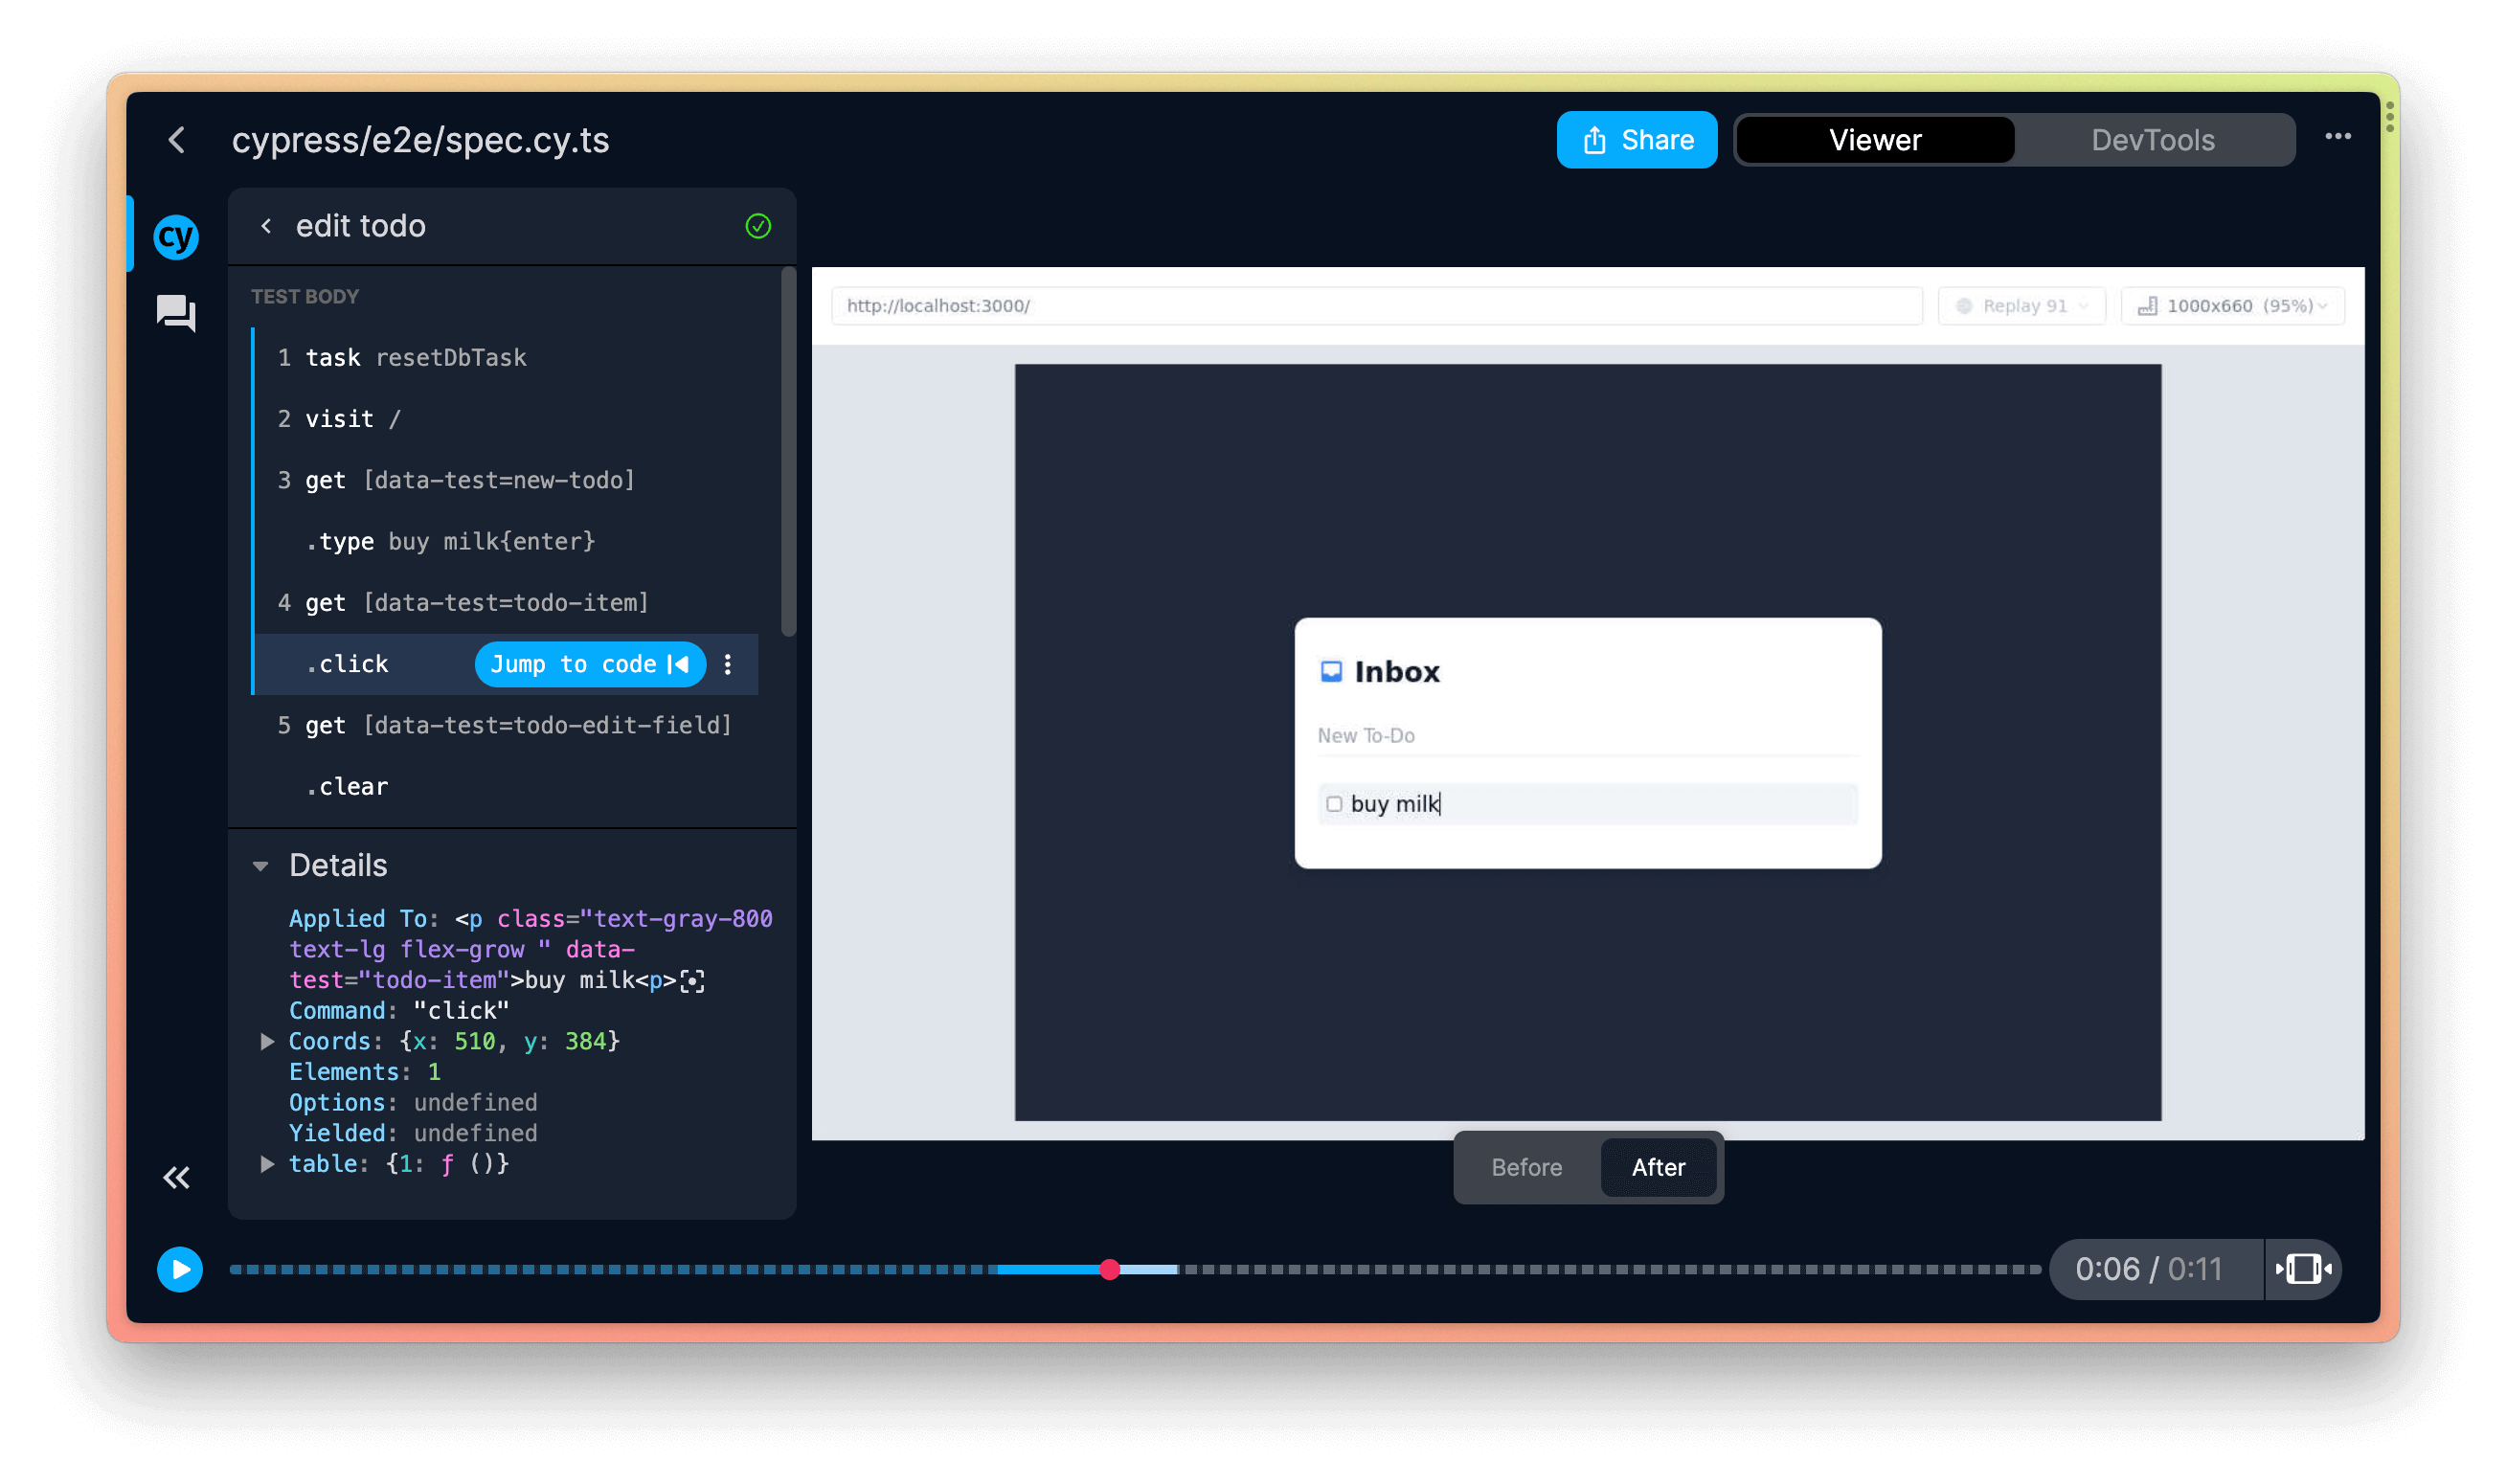 cypress/e2e/spec.cy.ts
Share
Viewer
DevTools
cy
edit todo
TEST BODY
1 task resetDbTask
2 visit /
3 get [data-test=new-todo]
.type buy milk{enter}
4 get [data-test=todo-item]
.click Jump to code
5 get [data-test=todo-edit-field]
.clear
Details
Applied To: <p class="text-gray-800
text-lg flex-grow " data-
test="todo-item">buy milk<p>
Command: "click"
Coords: {x: 510, y: 384}
Elements: 1
Options: undefined
Yielded: undefined
table: {1: ƒ ()}
http://localhost:3000/
Replay 91
1000x660 (95%)
Inbox
New To-Do
buy milk
Before
After
0:06 / 0:11